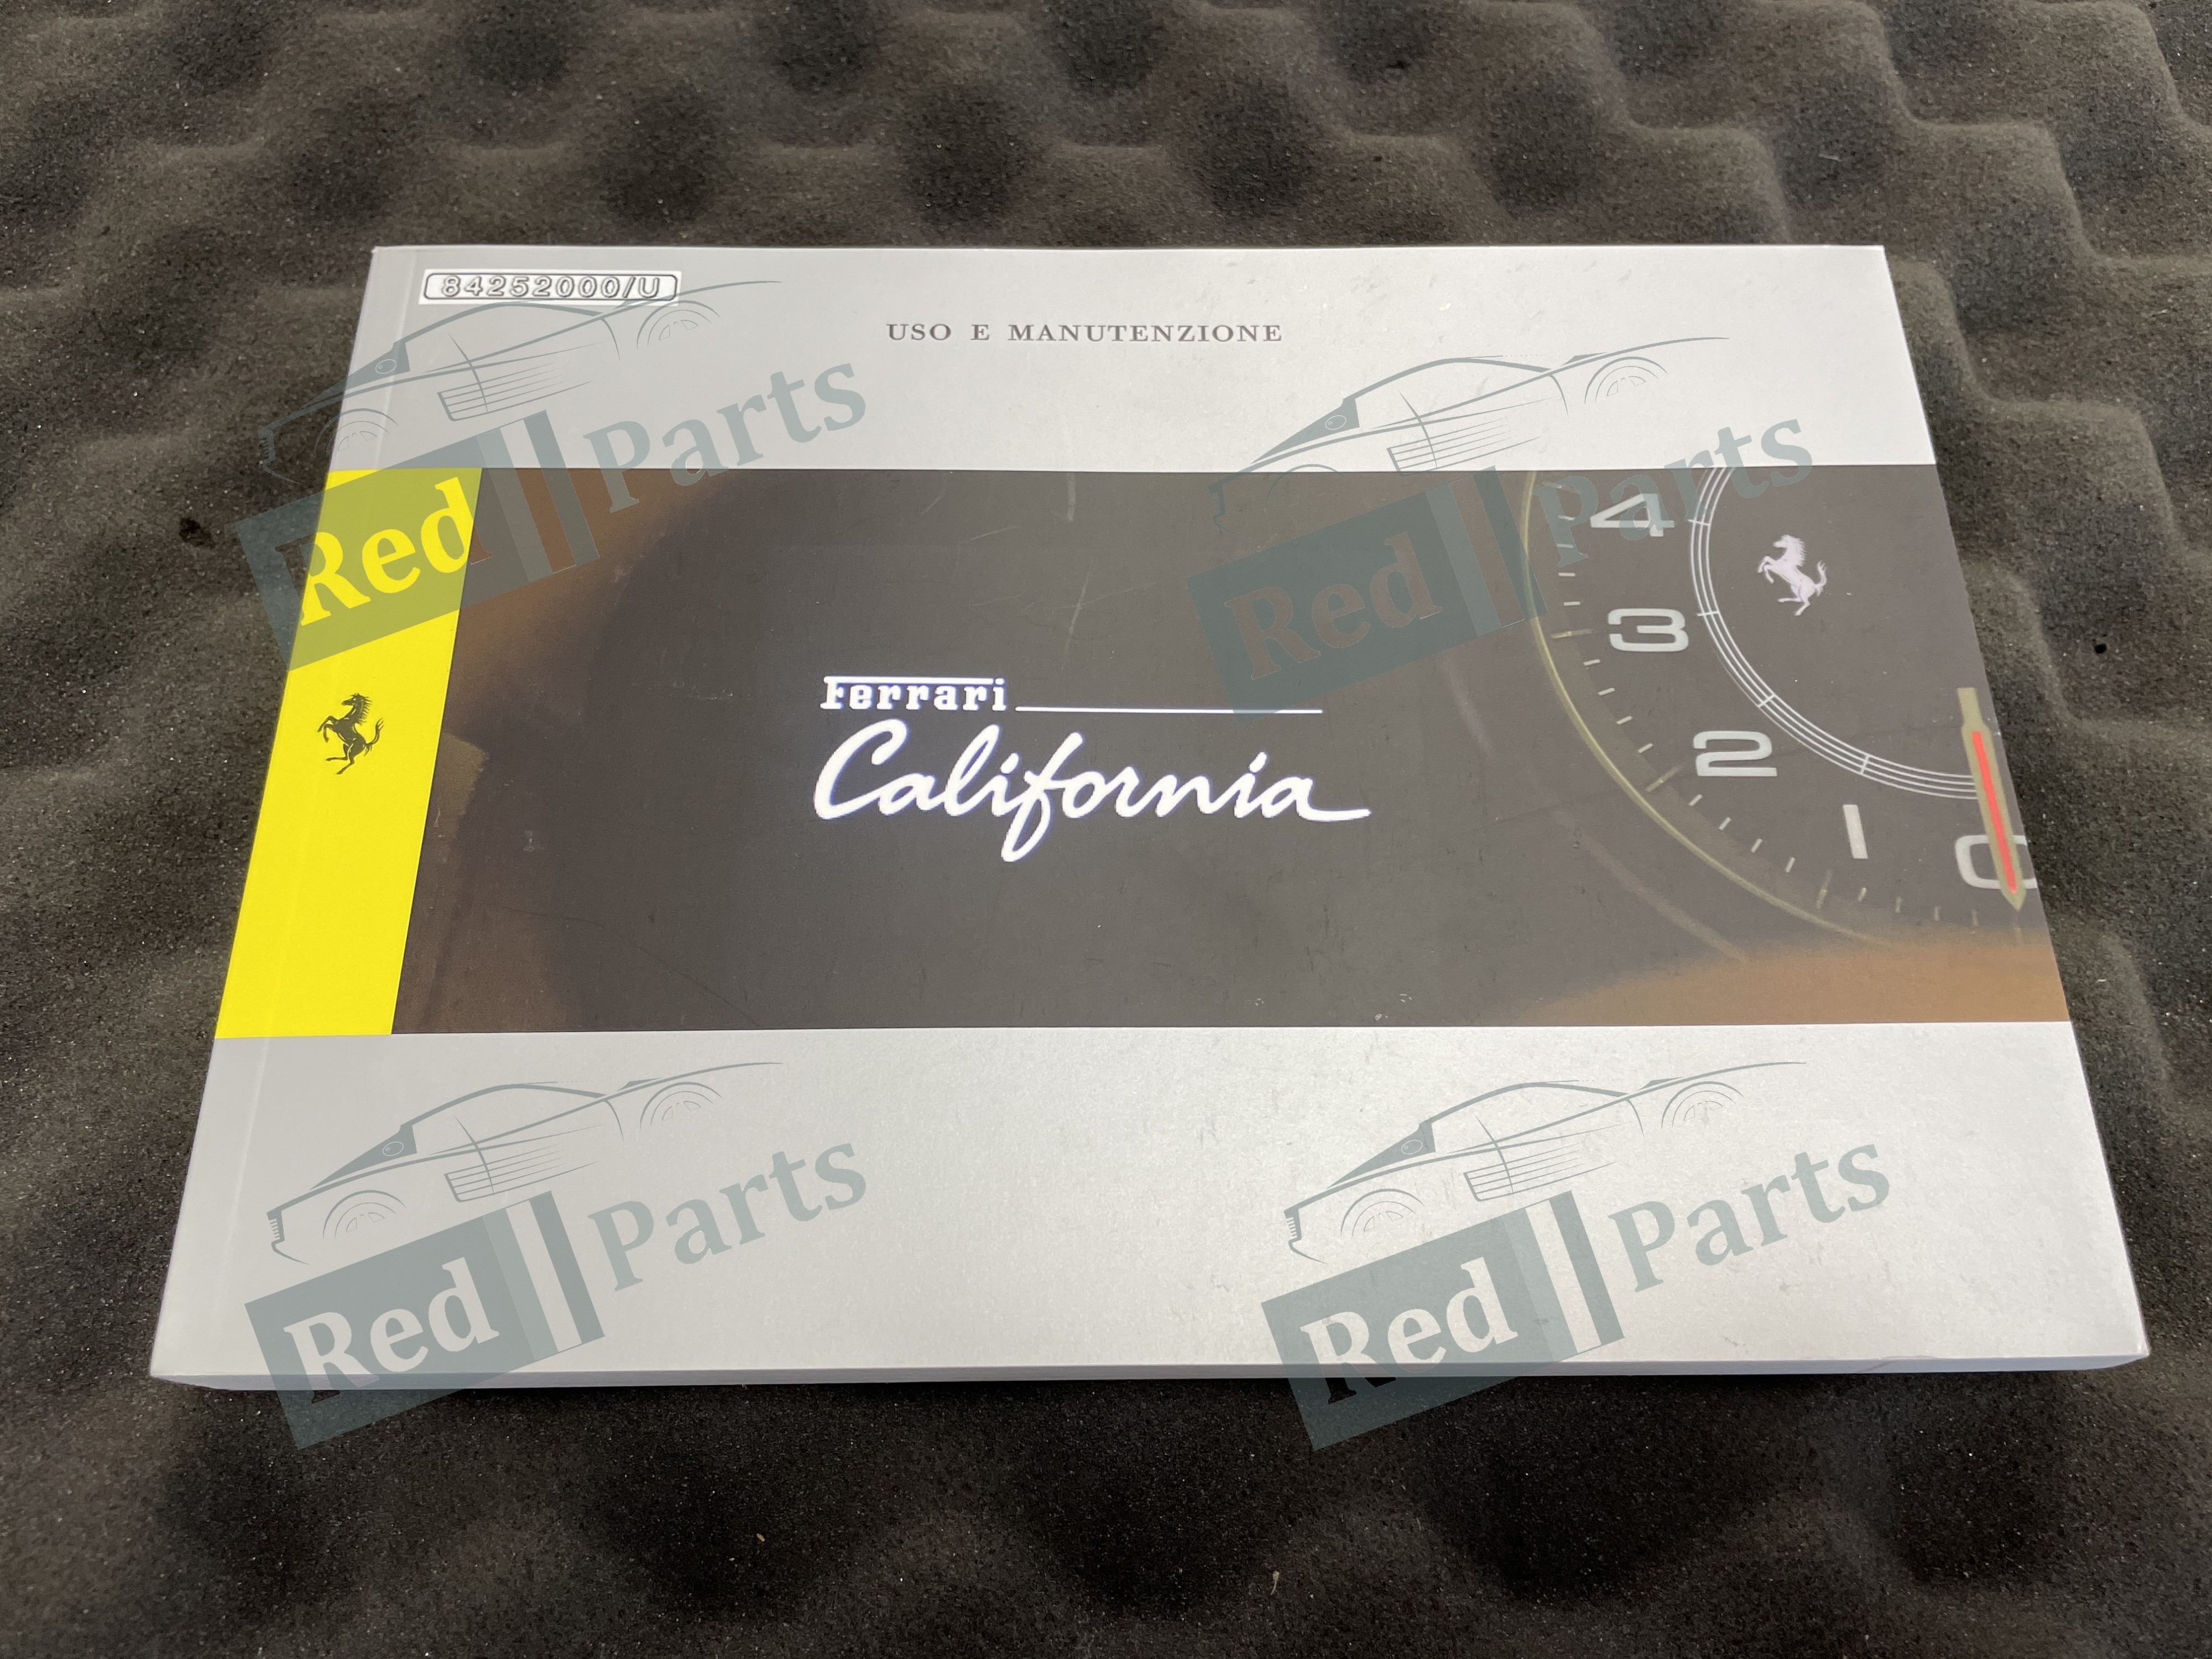 84252000/U
USO E MANUTENZIONE
Red Parts
Red Parts
4
3
2
1
0
Ferrari
California
Red Parts
Red Parts